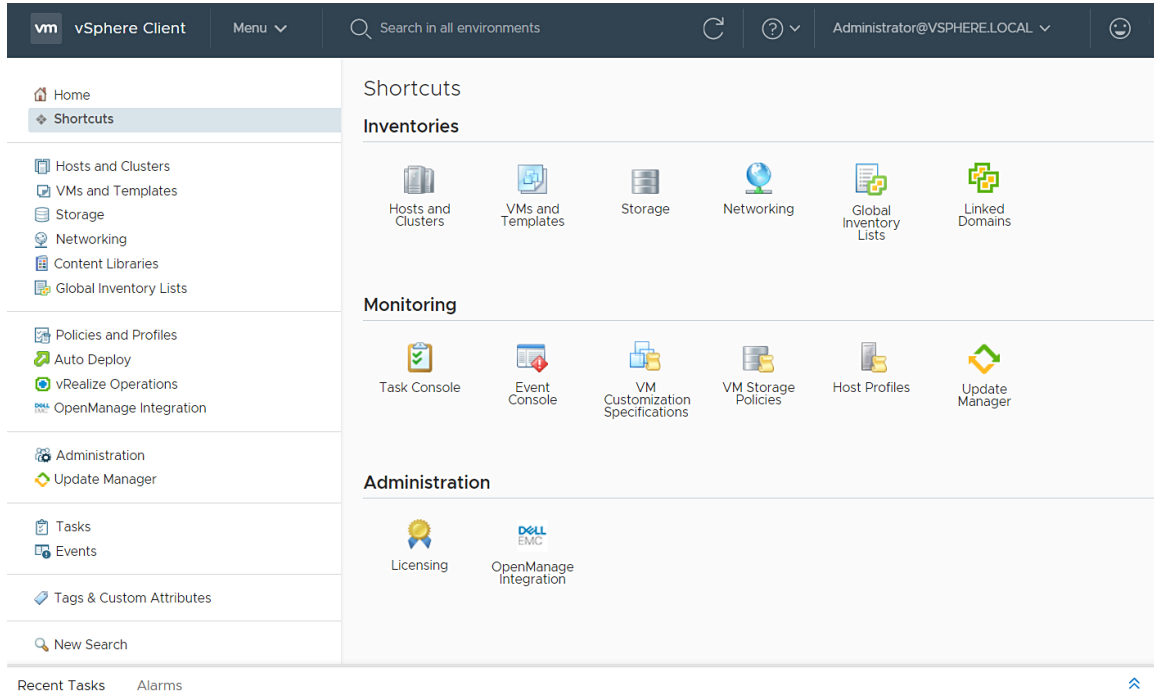 vm vSphere Client Menu Search in all environments ? Administrator@VSPHERE.LOCAL
Home
Shortcuts
Hosts and Clusters
VMs and Templates
Storage
Networking
Content Libraries
Global Inventory Lists
Policies and Profiles
Auto Deploy
vRealize Operations
DELL EMC OpenManage Integration
Administration
Update Manager
Tasks
Events
Tags & Custom Attributes
New Search
Shortcuts
Inventories
Hosts and
Clusters
VMs and
Templates
Storage
Networking
Global
Inventory
Lists
Linked
Domains
Monitoring
Task Console
Event
Console
VM
Customization
Specifications
VM Storage
Policies
Host Profiles
Update
Manager
Administration
Licensing
DELL
EMC
OpenManage
Integration
Recent Tasks Alarms